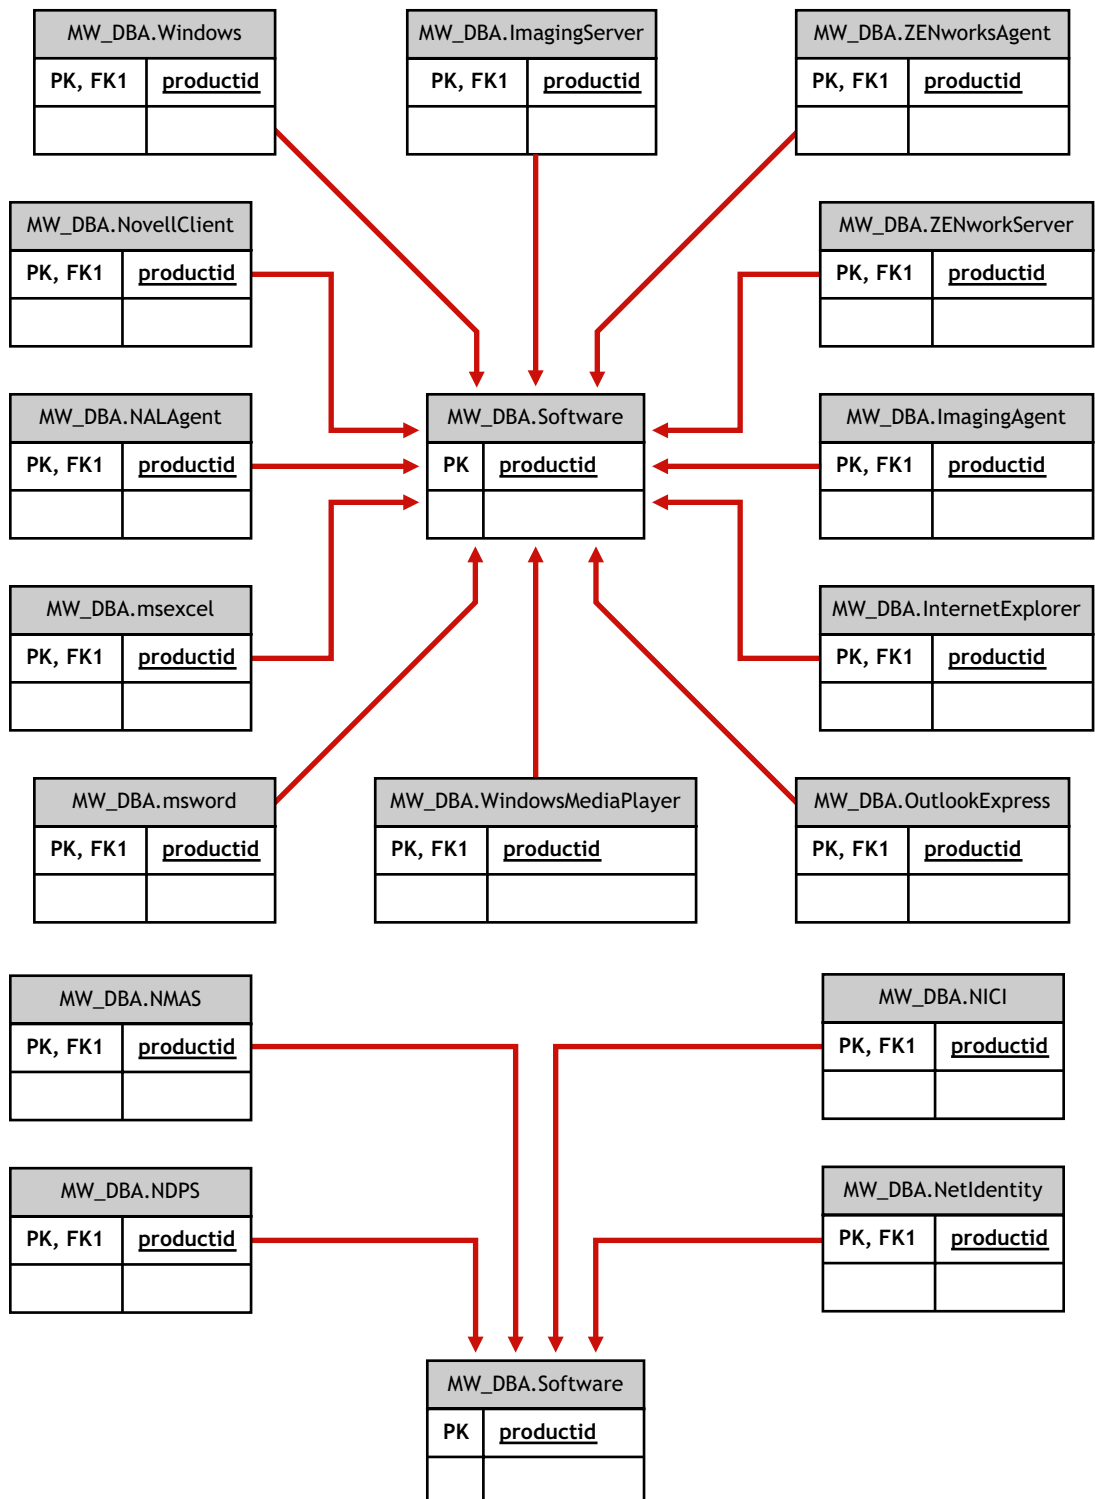 MW_DBA.Windows
PK, FK1 productid
MW_DBA.ImagingServer
PK, FK1 productid
MW_DBA.ZENworksAgent
PK, FK1 productid
MW_DBA.NovellClient
PK, FK1 productid
MW_DBA.ZENworkServer
PK, FK1 productid
MW_DBA.NALAgent
PK, FK1 productid
MW_DBA.Software
PK productid
MW_DBA.ImagingAgent
PK, FK1 productid
MW_DBA.msexcel
PK, FK1 productid
MW_DBA.InternetExplorer
PK, FK1 productid
MW_DBA.msword
PK, FK1 productid
MW_DBA.WindowsMediaPlayer
PK, FK1 productid
MW_DBA.OutlookExpress
PK, FK1 productid
MW_DBA.NMAS
PK, FK1 productid
MW_DBA.NICI
PK, FK1 productid
MW_DBA.NDPS
PK, FK1 productid
MW_DBA.NetIdentity
PK, FK1 productid
MW_DBA.Software
PK productid